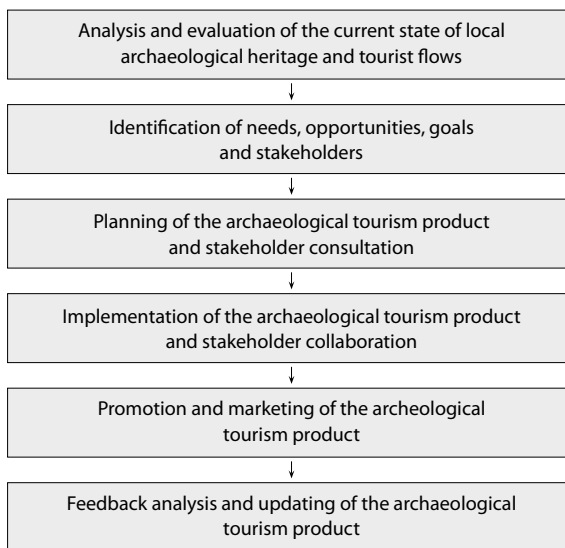 Analysis and evaluation of the current state of local
archaeological heritage and tourist flows
Identification of needs, opportunities, goals
and stakeholders
Planning of the archaeological tourism product
and stakeholder consultation
Implementation of the archaeological tourism product
and stakeholder collaboration
Promotion and marketing of the archeological
tourism product
Feedback analysis and updating of the archaeological
tourism product